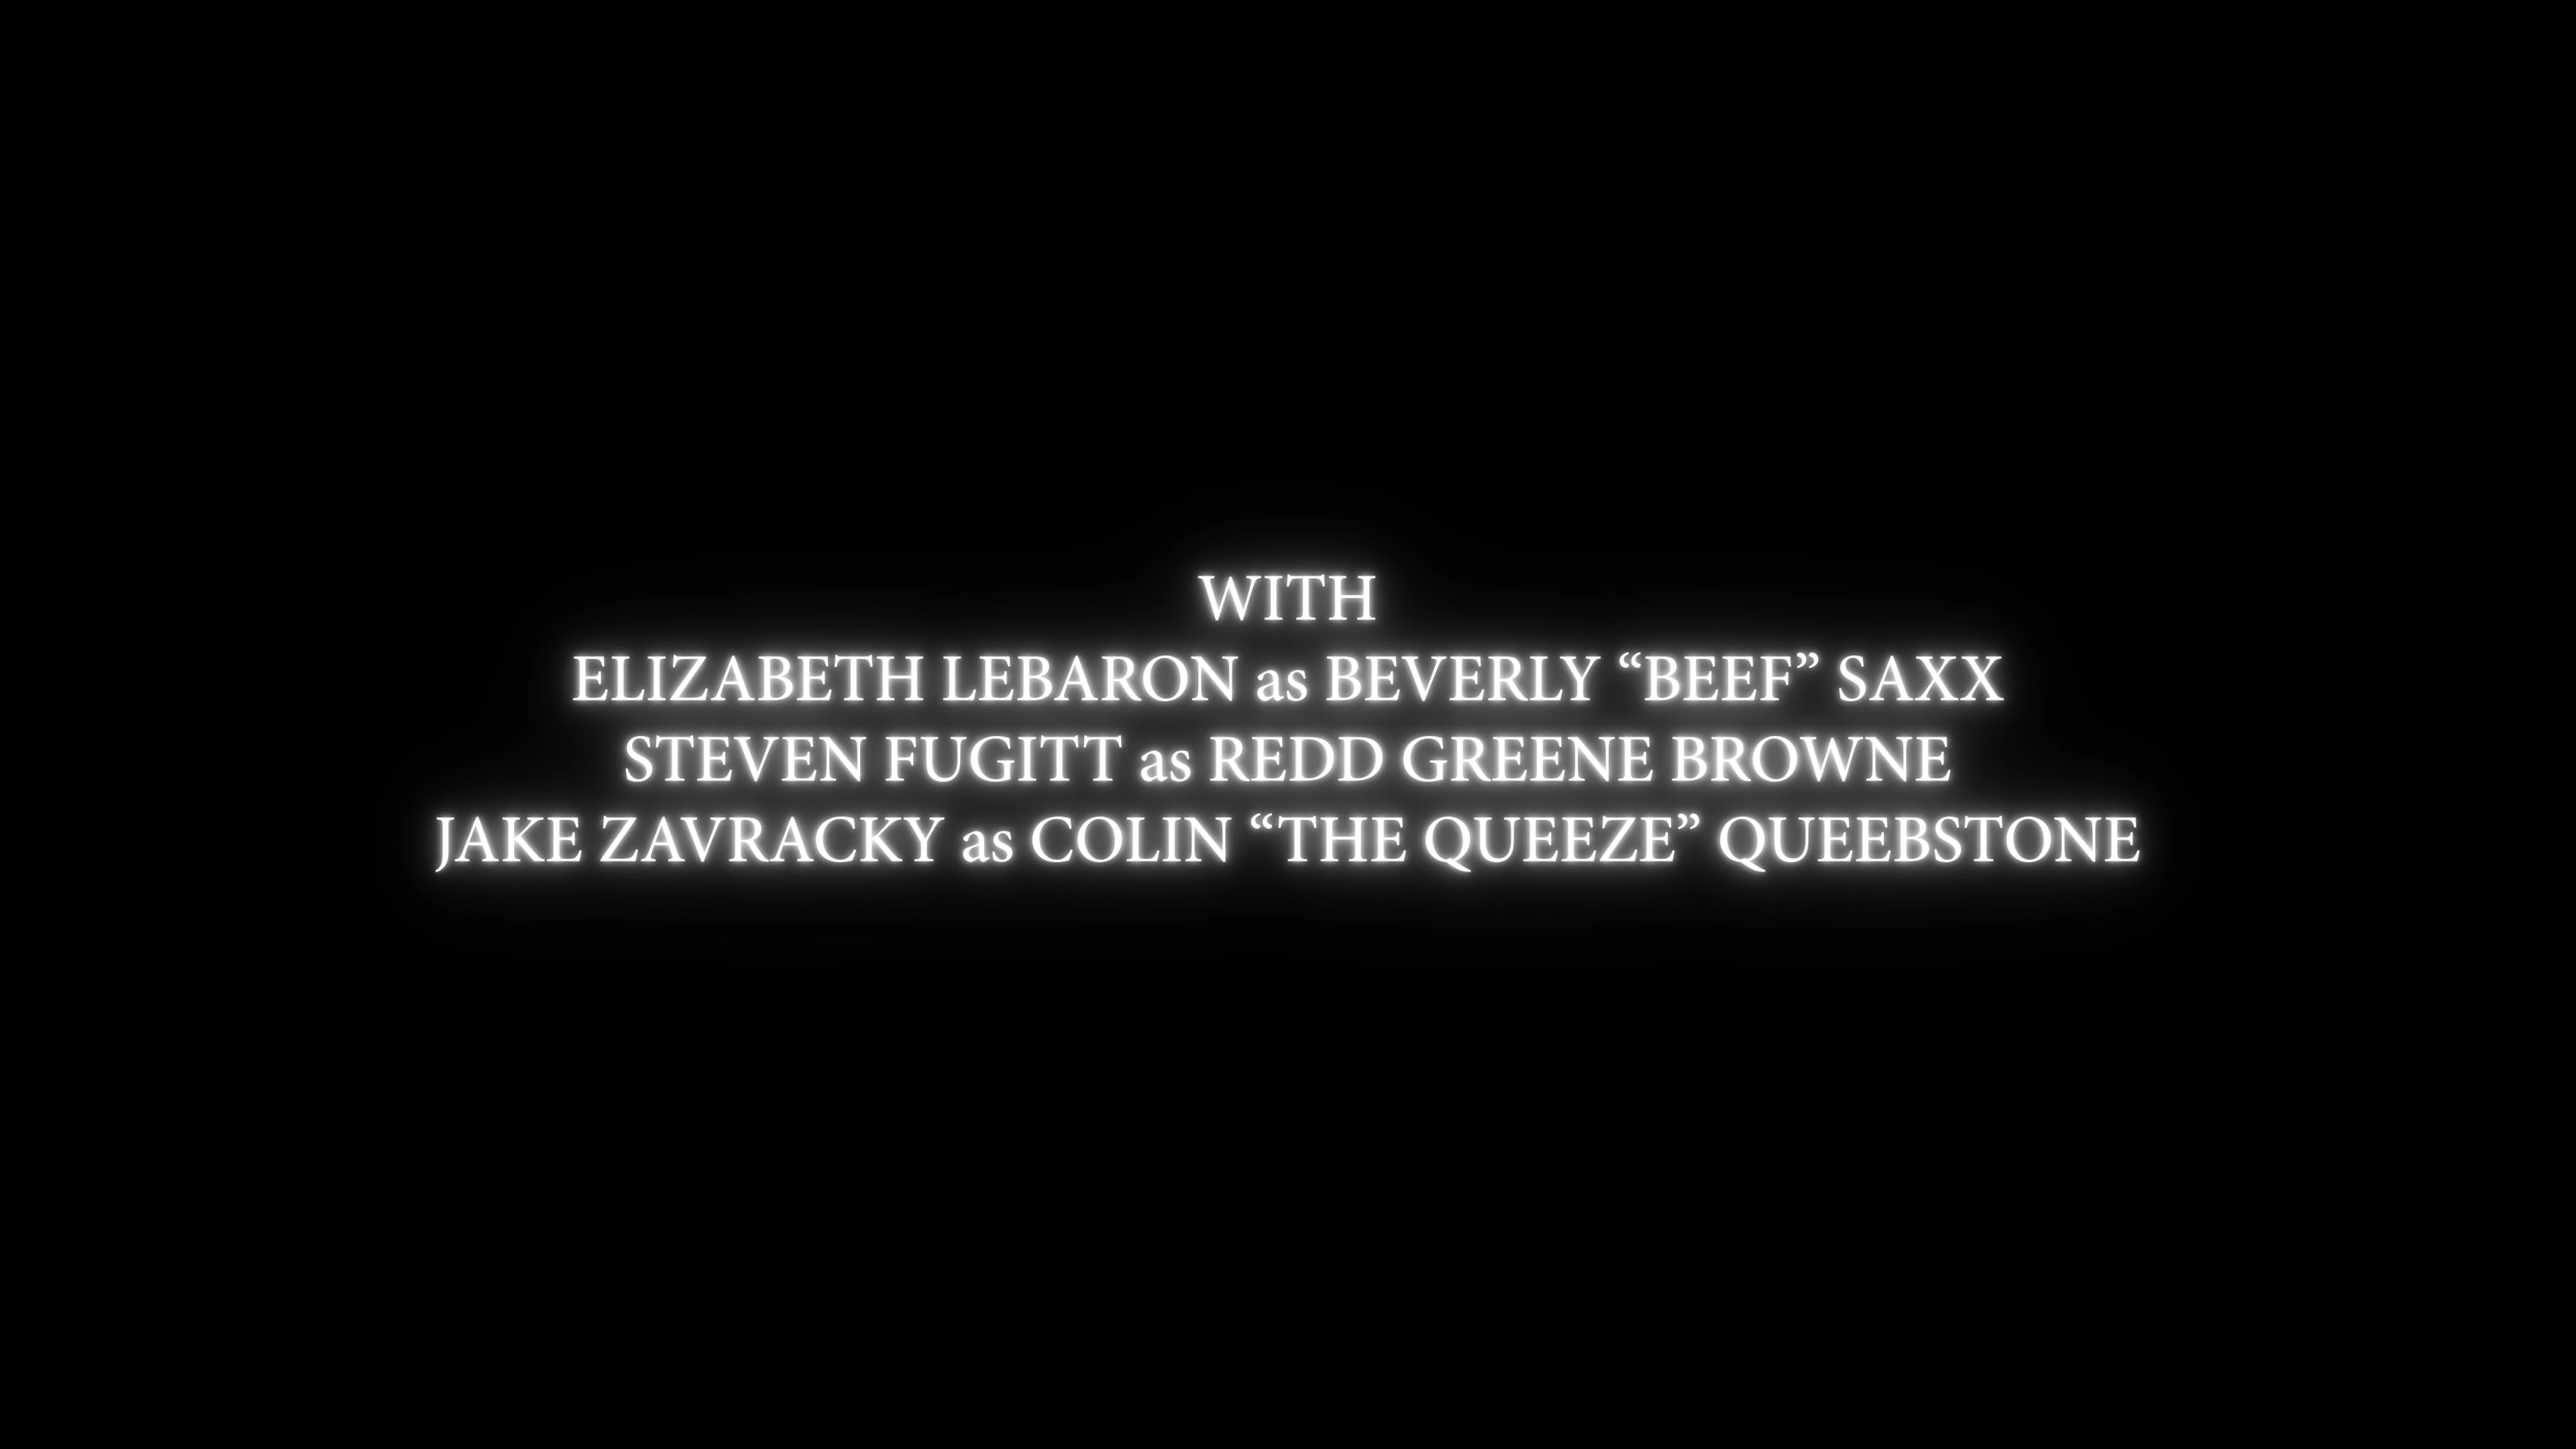 WITH
ELIZABETH LEBARON as BEVERLY “BEEF” SAXX
STEVEN FUGITT as REDD GREENE BROWNE
JAKE ZAVRACKY as COLIN “THE QUEEZE” QUEEBSTONE